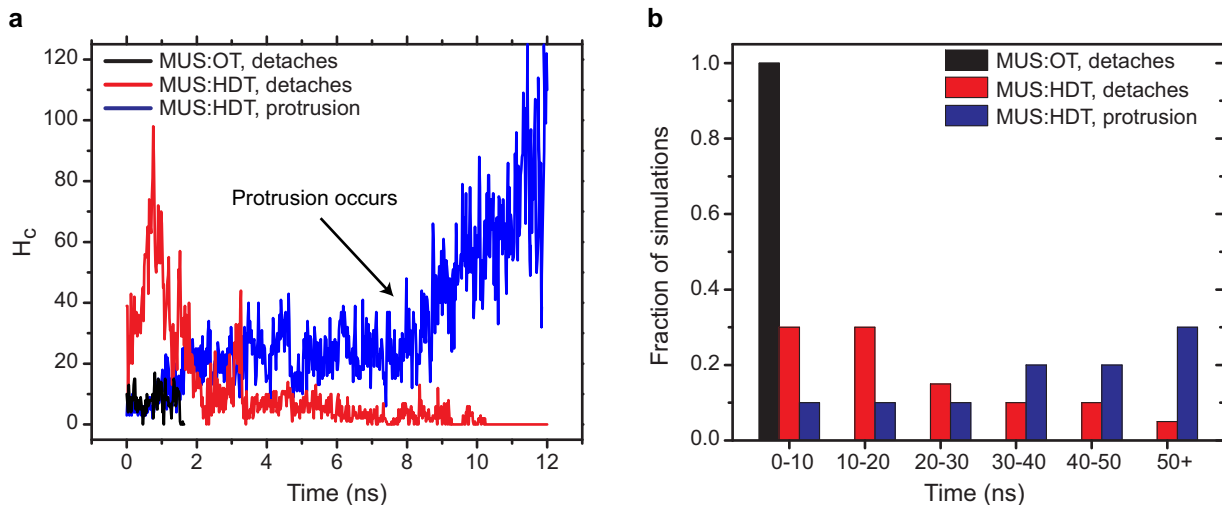 a
MUS:OT, detaches
MUS:HDT, detaches
MUS:HDT, protrusion
Protrusion occurs
H_c
120
100
80
60
40
20
0
0 2 4 6 8 10 12
Time (ns)
b
MUS:OT, detaches
MUS:HDT, detaches
MUS:HDT, protrusion
Fraction of simulations
1.0
0.8
0.6
0.4
0.2
0.0
0-10 10-20 20-30 30-40 40-50 50+
Time (ns)